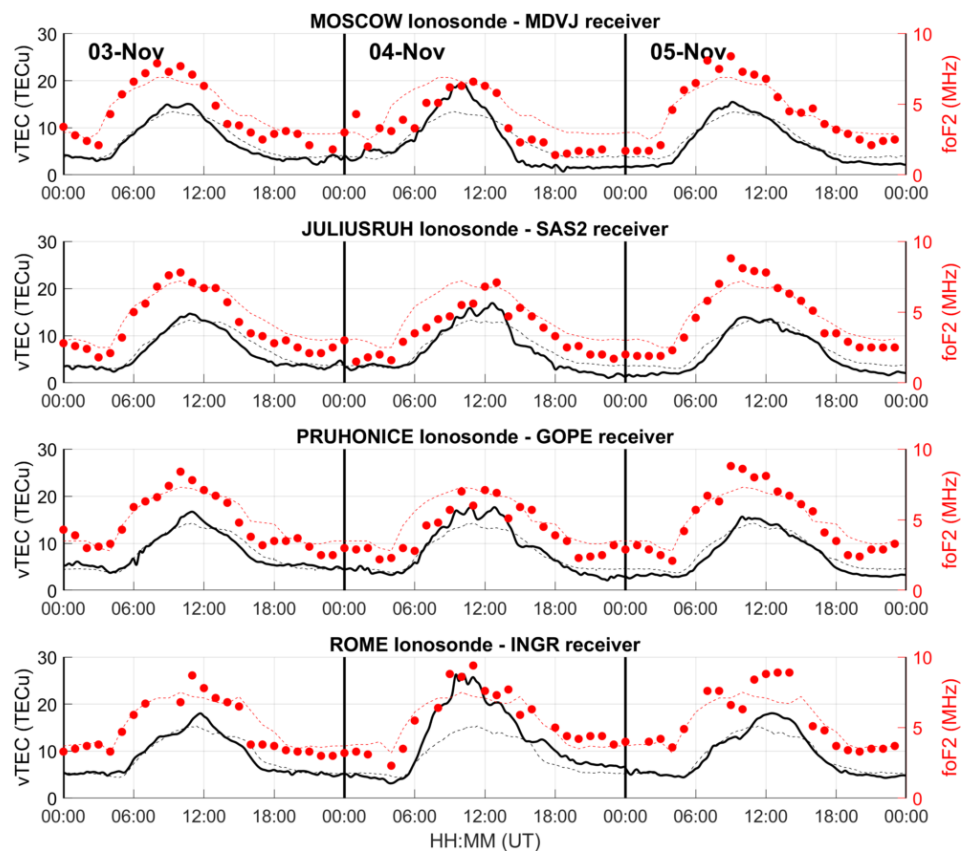 MOSCOW Ionosonde - MDVJ receiver
03-Nov 04-Nov 05-Nov
vTEC (TECu)
30
20
10
0
foF2 (MHz)
10
5
0
00:00 06:00 12:00 18:00 00:00 06:00 12:00 18:00 00:00 06:00 12:00 18:00 00:00
JULIUSRUH Ionosonde - SAS2 receiver
vTEC (TECu)
30
20
10
0
foF2 (MHz)
10
5
0
00:00 06:00 12:00 18:00 00:00 06:00 12:00 18:00 00:00 06:00 12:00 18:00 00:00
PRUHONICE Ionosonde - GOPE receiver
vTEC (TECu)
30
20
10
0
foF2 (MHz)
10
5
0
00:00 06:00 12:00 18:00 00:00 06:00 12:00 18:00 00:00 06:00 12:00 18:00 00:00
ROME Ionosonde - INGR receiver
vTEC (TECu)
30
20
10
0
foF2 (MHz)
10
5
0
00:00 06:00 12:00 18:00 00:00 06:00 12:00 18:00 00:00 06:00 12:00 18:00 00:00
HH:MM (UT)